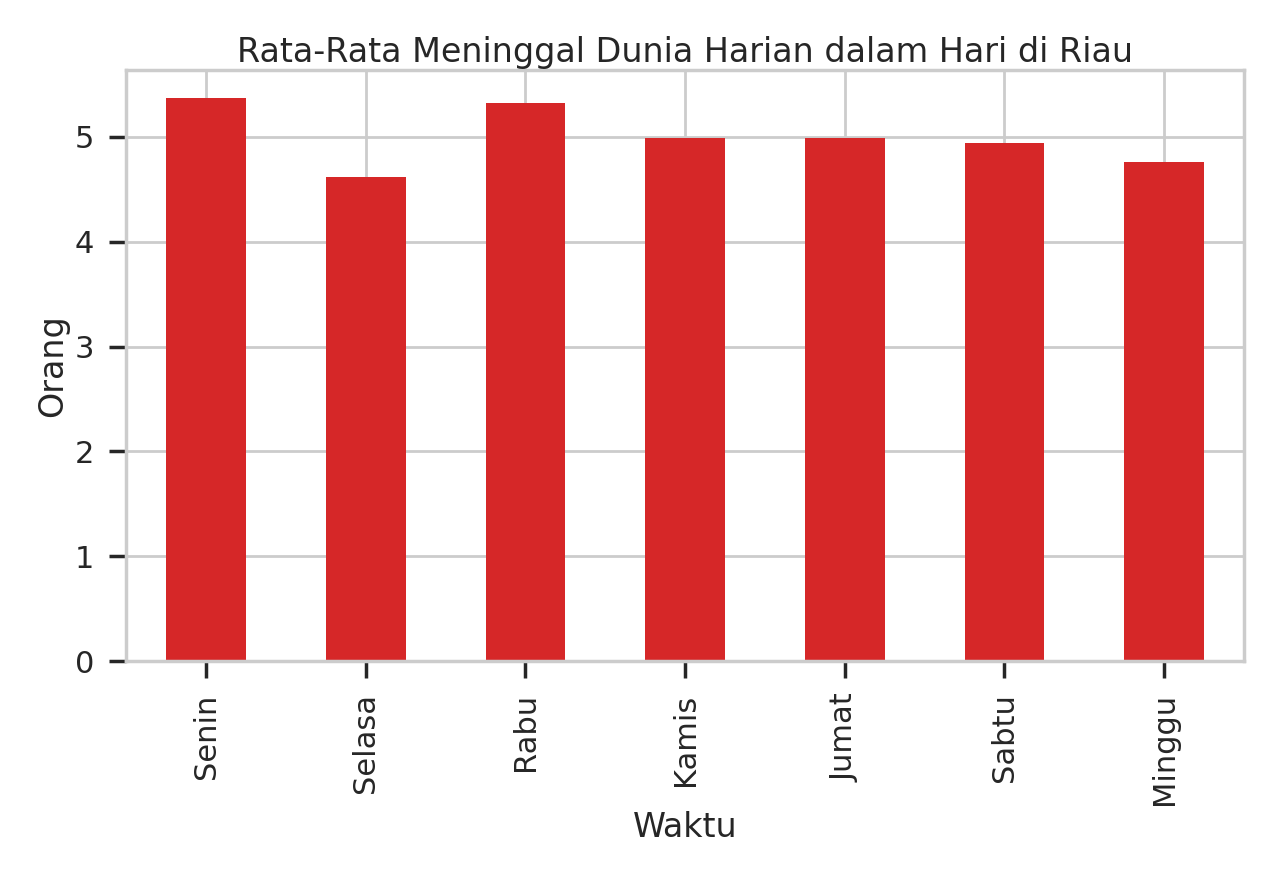 Rata-Rata Meninggal Dunia Harian dalam Hari di Riau
Orang
5
4
3
2
1
0
Senin
Selasa
Rabu
Kamis
Jumat
Sabtu
Minggu
Waktu